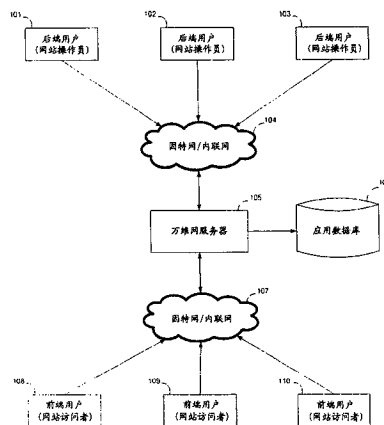 101
102
103
后端用户
(网站操作员)
后端用户
(网站操作员)
后端用户
(网站操作员)
104
因特网/内联网
105
万维网服务器
应用数据库
107
因特网/内联网
108
109
110
前端用户
(网站访问者)
前端用户
(网站访问者)
前端用户
(网站访问者)